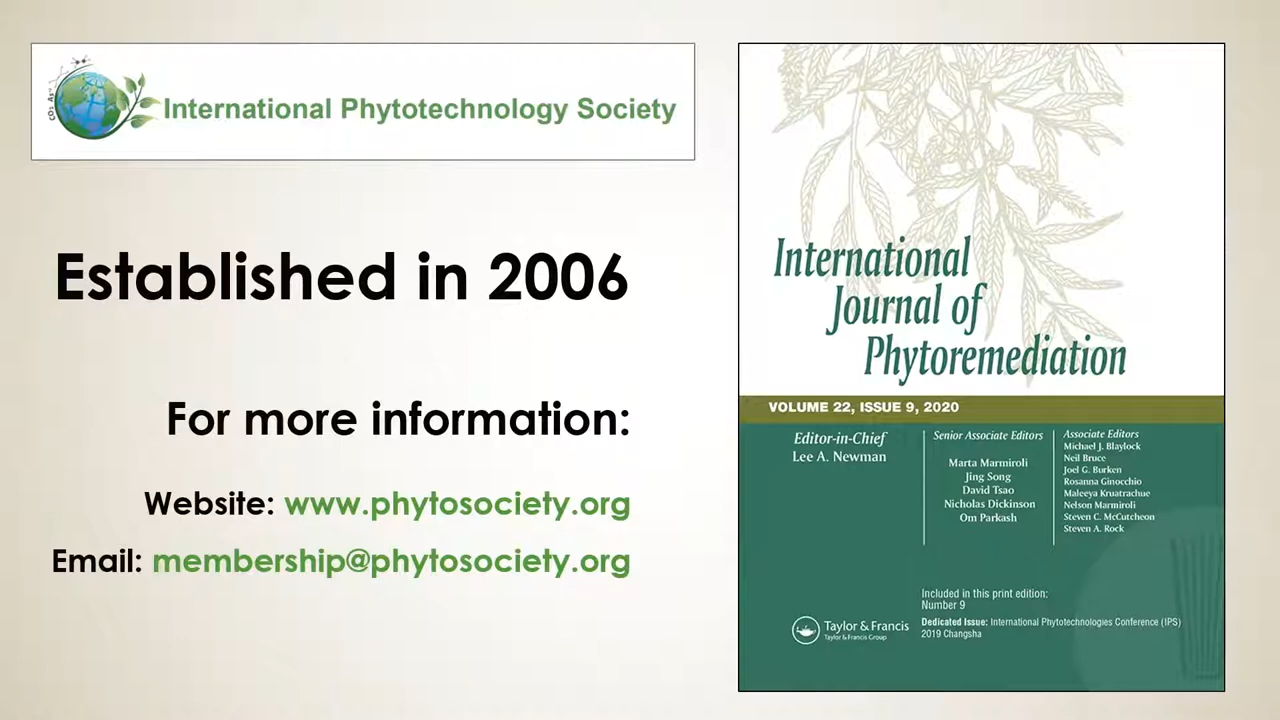 International Phytotechnology Society
Established in 2006
For more information:
Website: www.phytosociety.org
Email: membership@phytosociety.org
International
Journal of
Phytoremediation
VOLUME 22, ISSUE 9, 2020
Editor-in-Chief
Lee A. Newman
Senior Associate Editors
Marta Marmiroli
Jing Song
David Tsao
Nicholas Dickinson
Om Parkash
Associate Editors
Michael J. Blaylock
Neil Bruce
Joel G. Burken
Rosanna Ginocchio
Maleeya Kruatrachue
Nelson Marmiroli
Steven C. McCutcheon
Steven A. Rock
Included in this print edition:
Number 9
Dedicated Issue: International Phytotechnologies Conference (IPS)
2019 Changsha
Taylor & Francis
Taylor & Francis Group